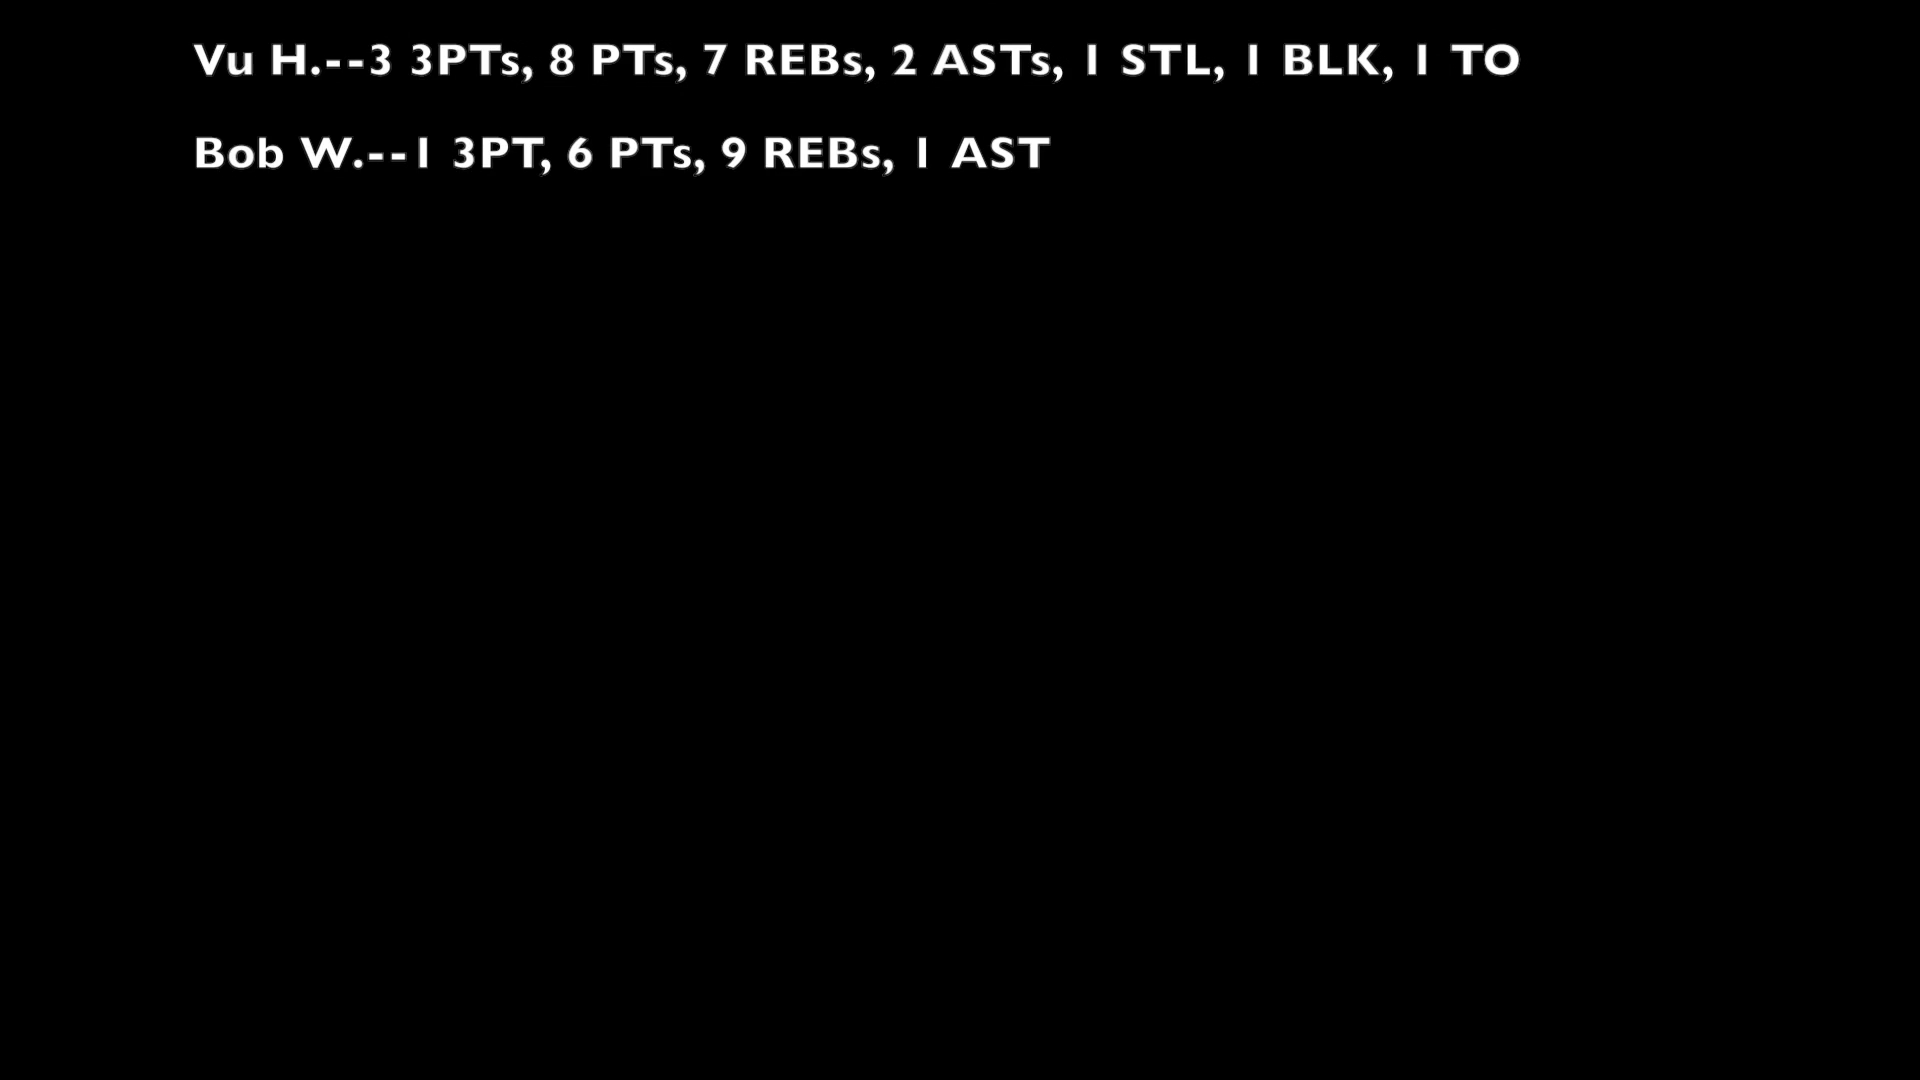 Vu H.--3 3PTs, 8 PTs, 7 REBs, 2 ASTs, 1 STL, 1 BLK, 1 TO
Bob W.--1 3PT, 6 PTs, 9 REBs, 1 AST